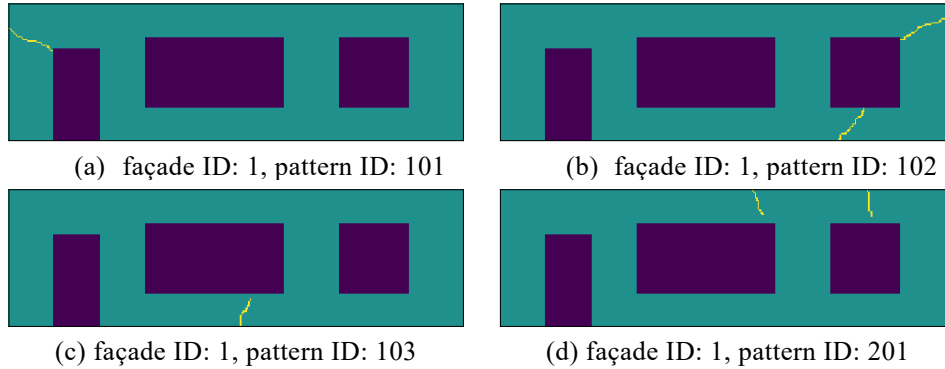 (a) façade ID: 1, pattern ID: 101
(b) façade ID: 1, pattern ID: 102
(c) façade ID: 1, pattern ID: 103
(d) façade ID: 1, pattern ID: 201